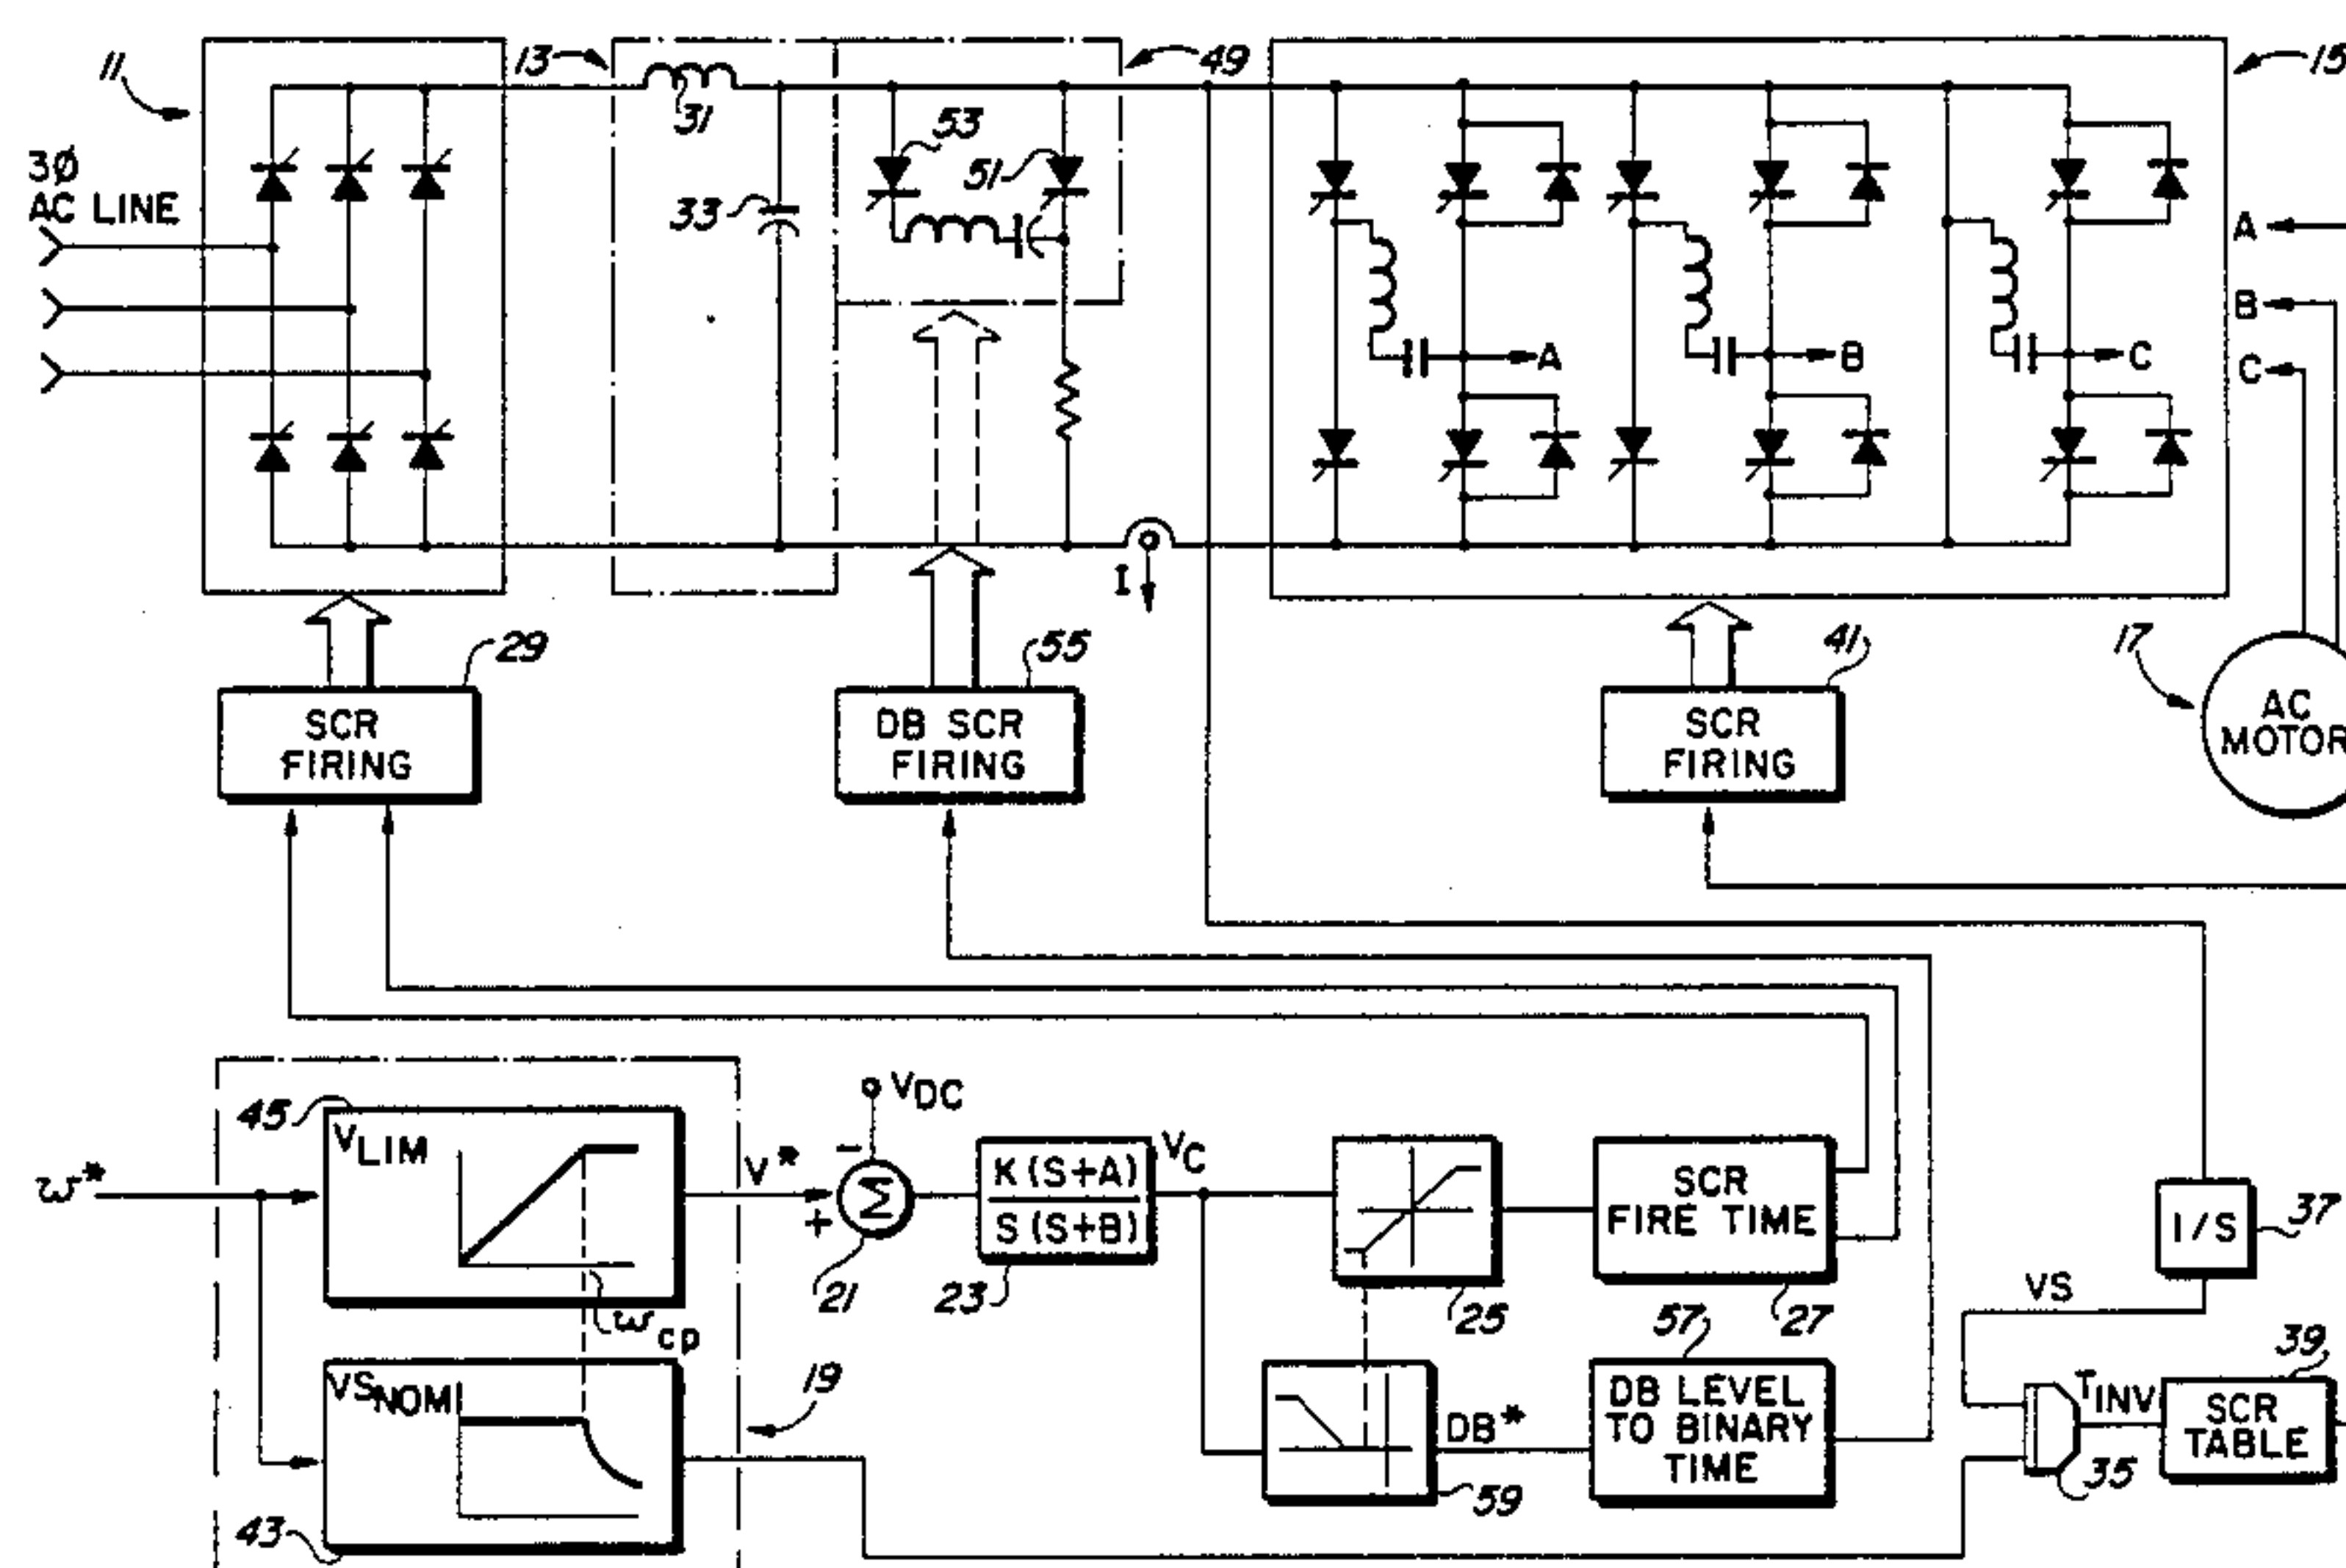 11
13
49
15
31
53
51
33
3Ø
AC LINE
A
B
C
A
B
C
I
29
55
41
17
SCR
FIRING
DB SCR
FIRING
SCR
FIRING
AC
MOTOR
45
VLIM
ω*
V*
VDC
-
+
Σ
21
K(S+A)
S(S+B)
23
VC
25
SCR
FIRE TIME
27
I/S
37
VS
ωcp
VSNOM
43
19
59
DB*
57
DB LEVEL
TO BINARY
TIME
TINV
35
39
SCR
TABLE